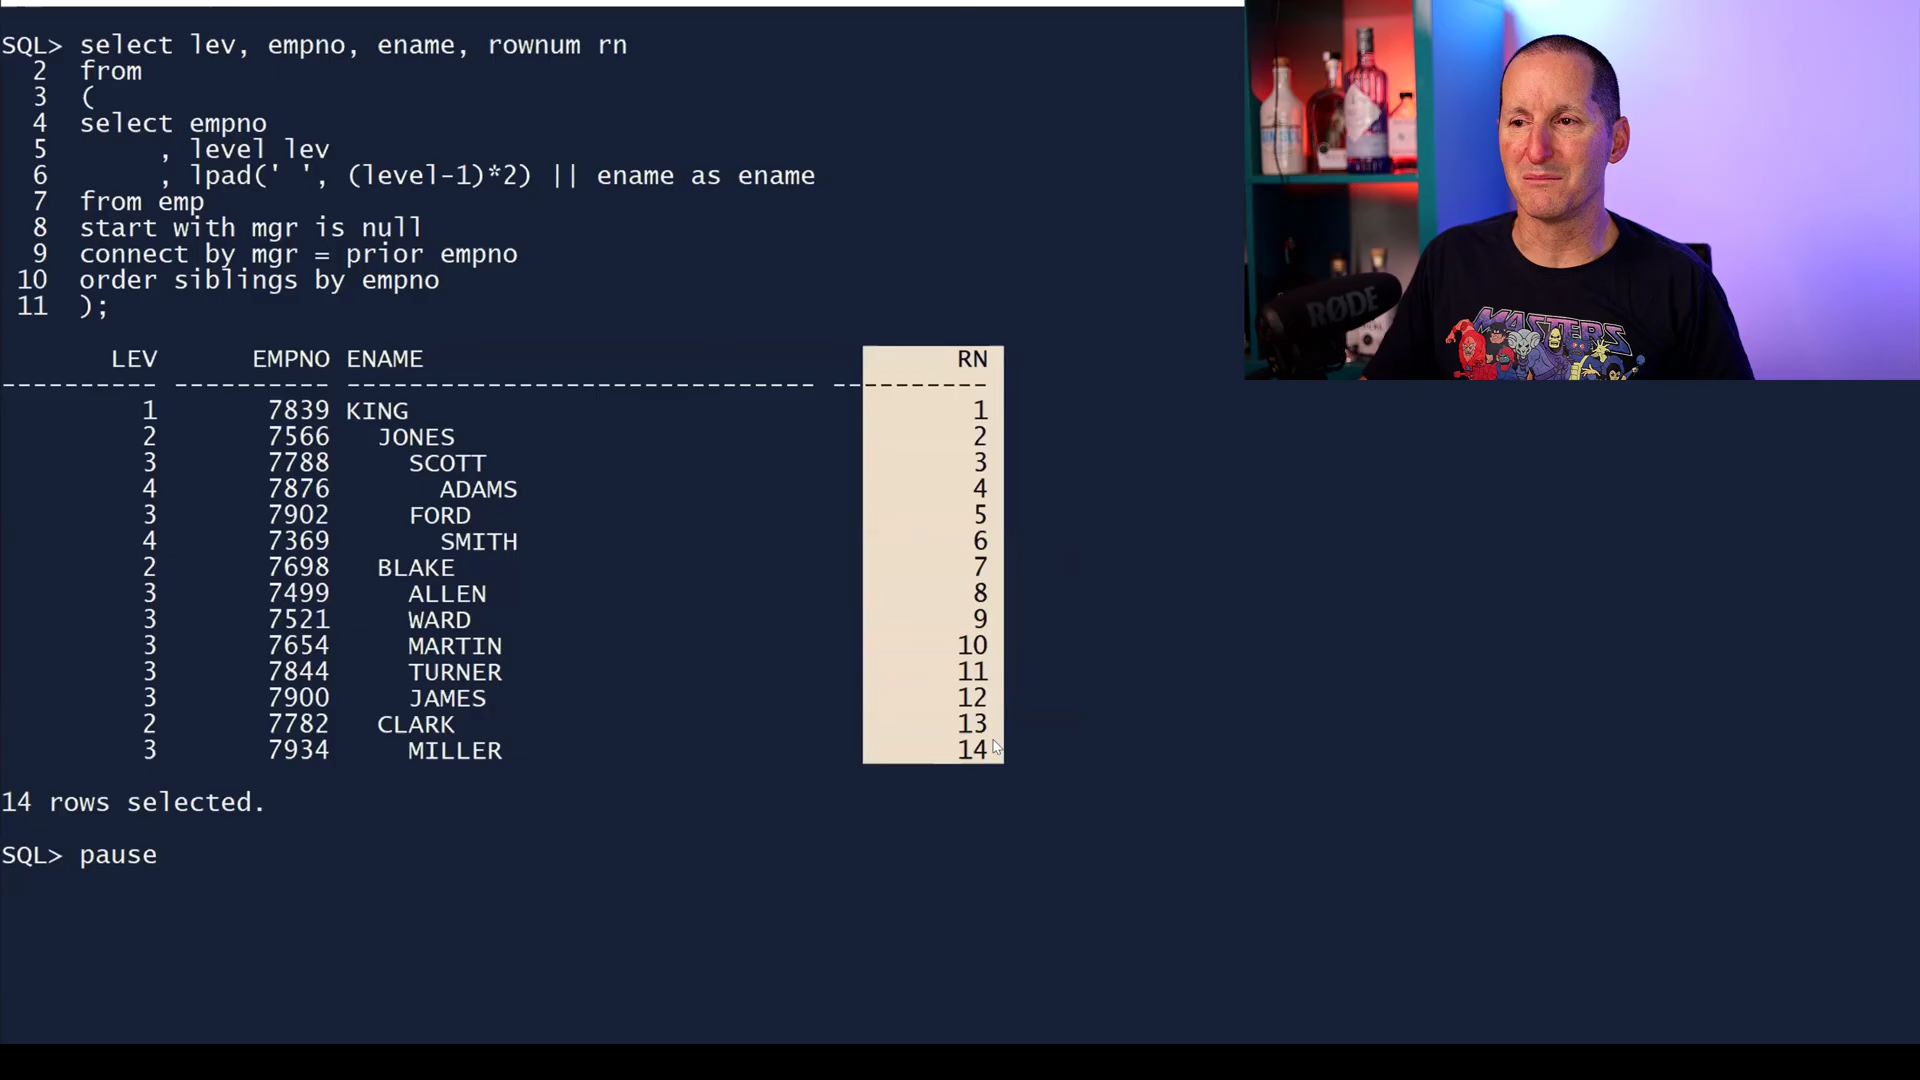 SQL> select lev, empno, ename, rownum rn
2 from
3 (
4 select empno
5 , level lev
6 , lpad(' ', (level-1)*2) || ename as ename
7 from emp
8 start with mgr is null
9 connect by mgr = prior empno
10 order siblings by empno
11 );
LEV EMPNO ENAME RN
---------- ---------- ------------------------------ ----------
1 7839 KING 1
2 7566 JONES 2
3 7788 SCOTT 3
4 7876 ADAMS 4
3 7902 FORD 5
4 7369 SMITH 6
2 7698 BLAKE 7
3 7499 ALLEN 8
3 7521 WARD 9
3 7654 MARTIN 10
3 7844 TURNER 11
3 7900 JAMES 12
2 7782 CLARK 13
3 7934 MILLER 14
14 rows selected.
SQL> pause
RØDE
MASTERS